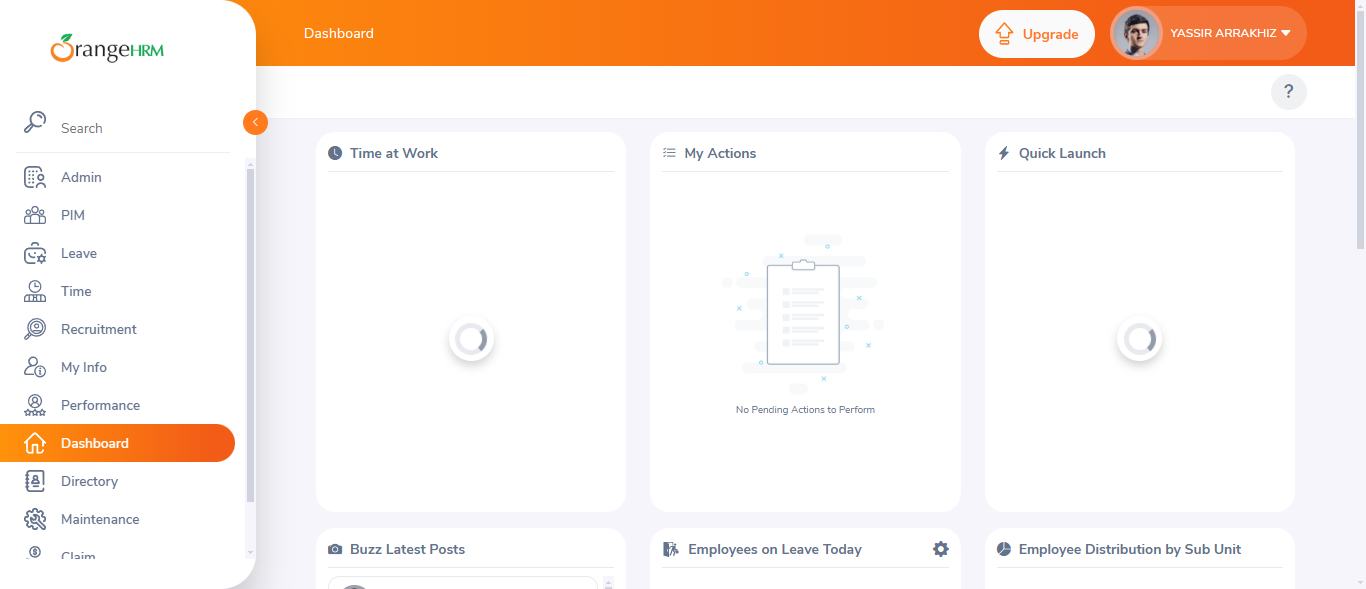 OrangeHRM
Dashboard
Upgrade
YASSIR ARRAKHIZ
?
Search
Admin
PIM
Leave
Time
Recruitment
My Info
Performance
Dashboard
Directory
Maintenance
Claim
Time at Work
My Actions
No Pending Actions to Perform
Quick Launch
Buzz Latest Posts
Employees on Leave Today
Employee Distribution by Sub Unit